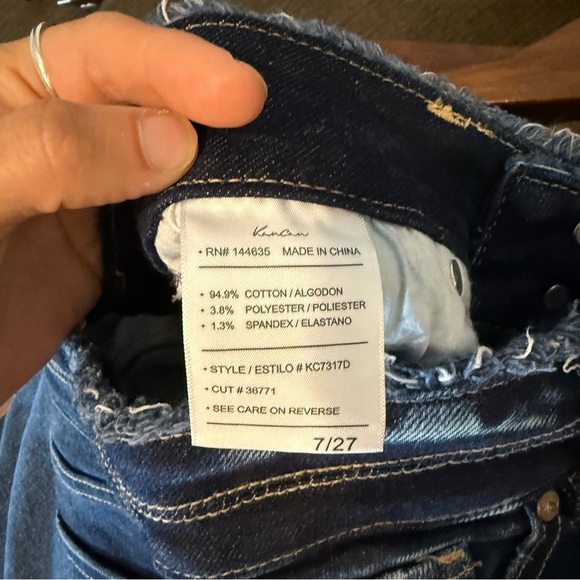 KanCan
• RN# 144635 MADE IN CHINA
• 94.9% COTTON / ALGODON
• 3.8% POLYESTER / POLIESTER
• 1.3% SPANDEX / ELASTANO
• STYLE / ESTILO # KC7317D
• CUT # 36771
• SEE CARE ON REVERSE
7/27